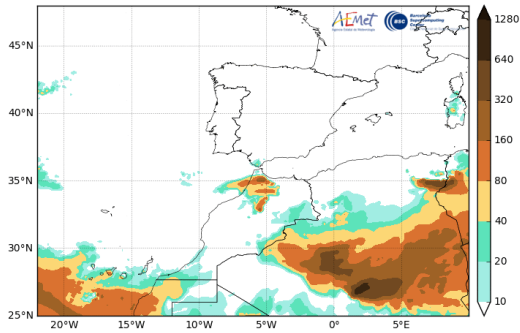 AEMet
Agencia Estatal de Meteorología
BSC
Barcelona
Supercomputing
Center
45°N
40°N
35°N
30°N
25°N
20°W
15°W
10°W
5°W
0°
5°E
1280
640
320
160
80
40
20
10